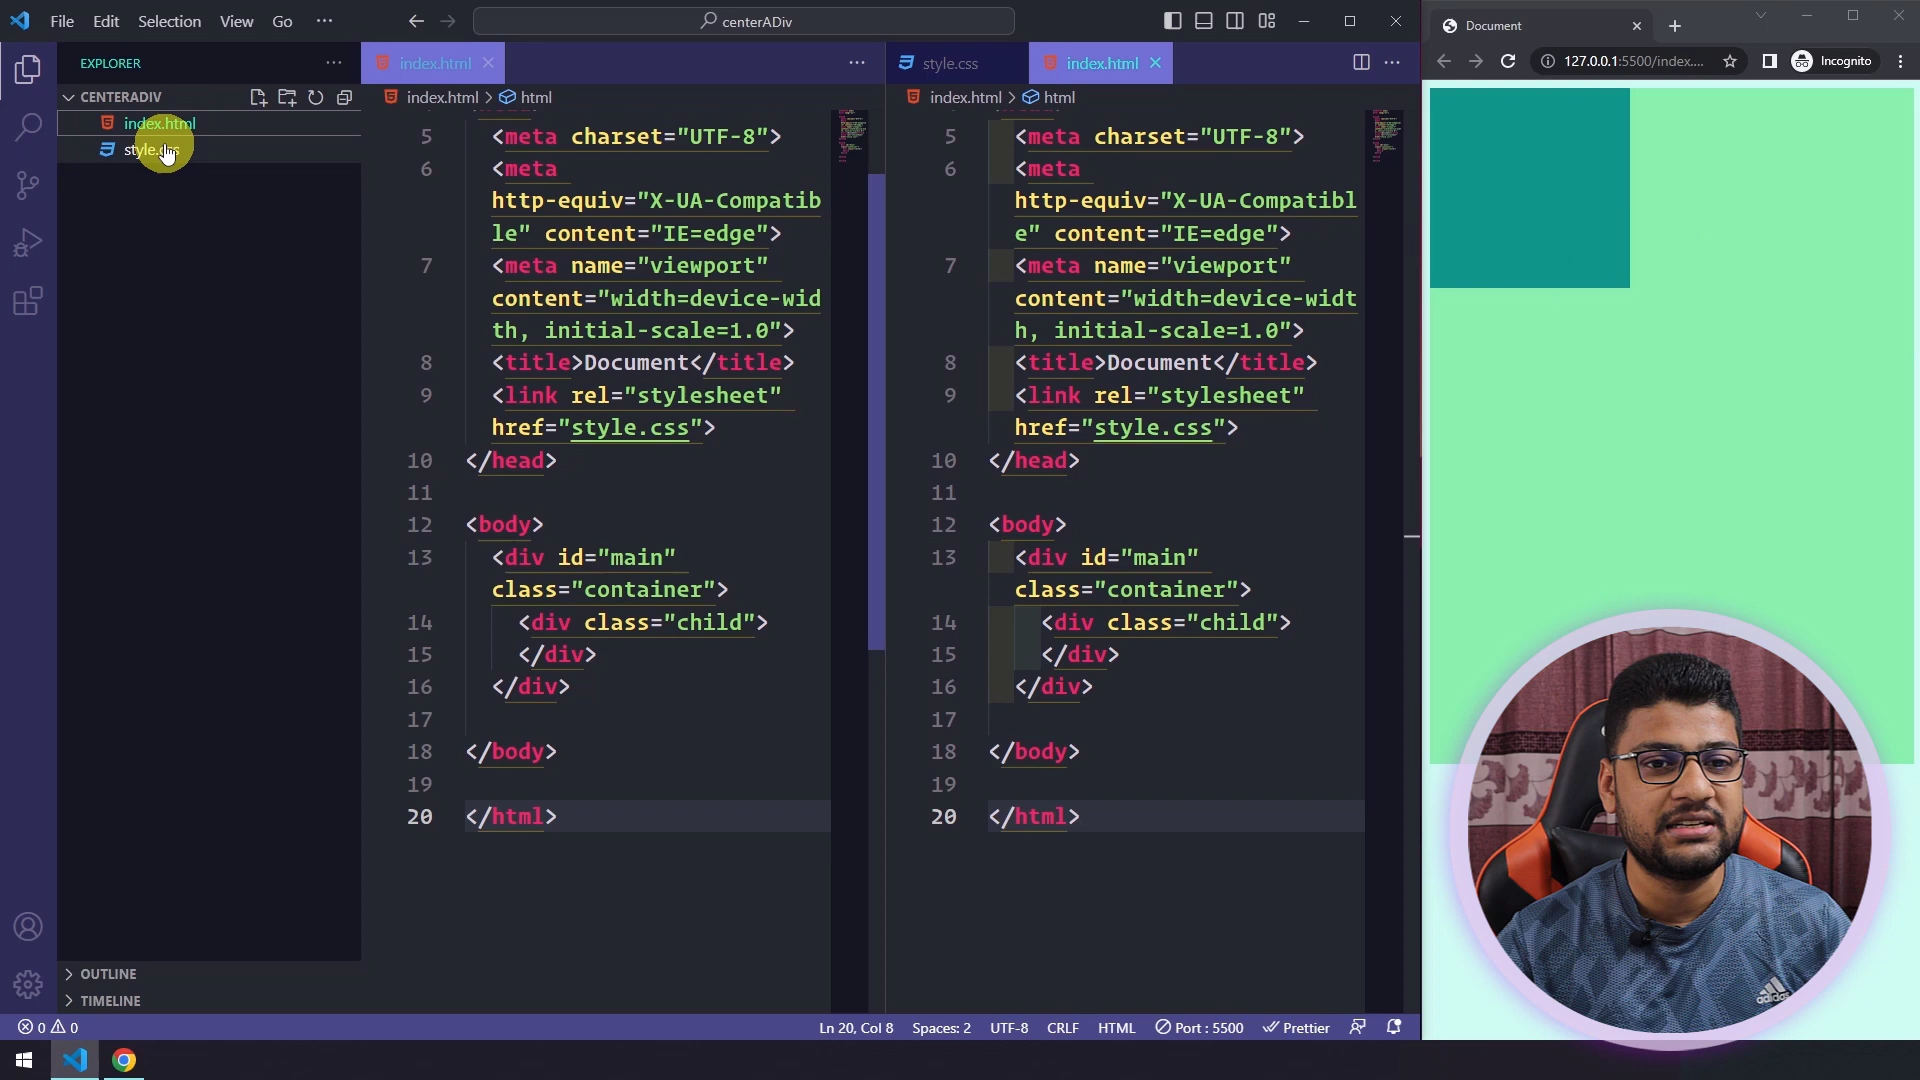 File Edit Selection View Go ··· centerADiv
Document
127.0.0.1:5500/index.... Incognito
EXPLORER
CENTERADIV
index.html
style.css
OUTLINE
TIMELINE
index.html
index.html > html
5 <meta charset="UTF-8">
6 <meta
http-equiv="X-UA-Compatib
le" content="IE=edge">
7 <meta name="viewport"
content="width=device-wid
th, initial-scale=1.0">
8 <title>Document</title>
9 <link rel="stylesheet"
href="style.css">
10 </head>
11
12 <body>
13 <div id="main"
class="container">
14 <div class="child">
15 </div>
16 </div>
17
18 </body>
19
20 </html>
style.css index.html
index.html > html
5 <meta charset="UTF-8">
6 <meta
http-equiv="X-UA-Compatibl
e" content="IE=edge">
7 <meta name="viewport"
content="width=device-widt
h, initial-scale=1.0">
8 <title>Document</title>
9 <link rel="stylesheet"
href="style.css">
10 </head>
11
12 <body>
13 <div id="main"
class="container">
14 <div class="child">
15 </div>
16 </div>
17
18 </body>
19
20 </html>
adidas
0 0 Ln 20, Col 8 Spaces: 2 UTF-8 CRLF HTML Port : 5500 Prettier